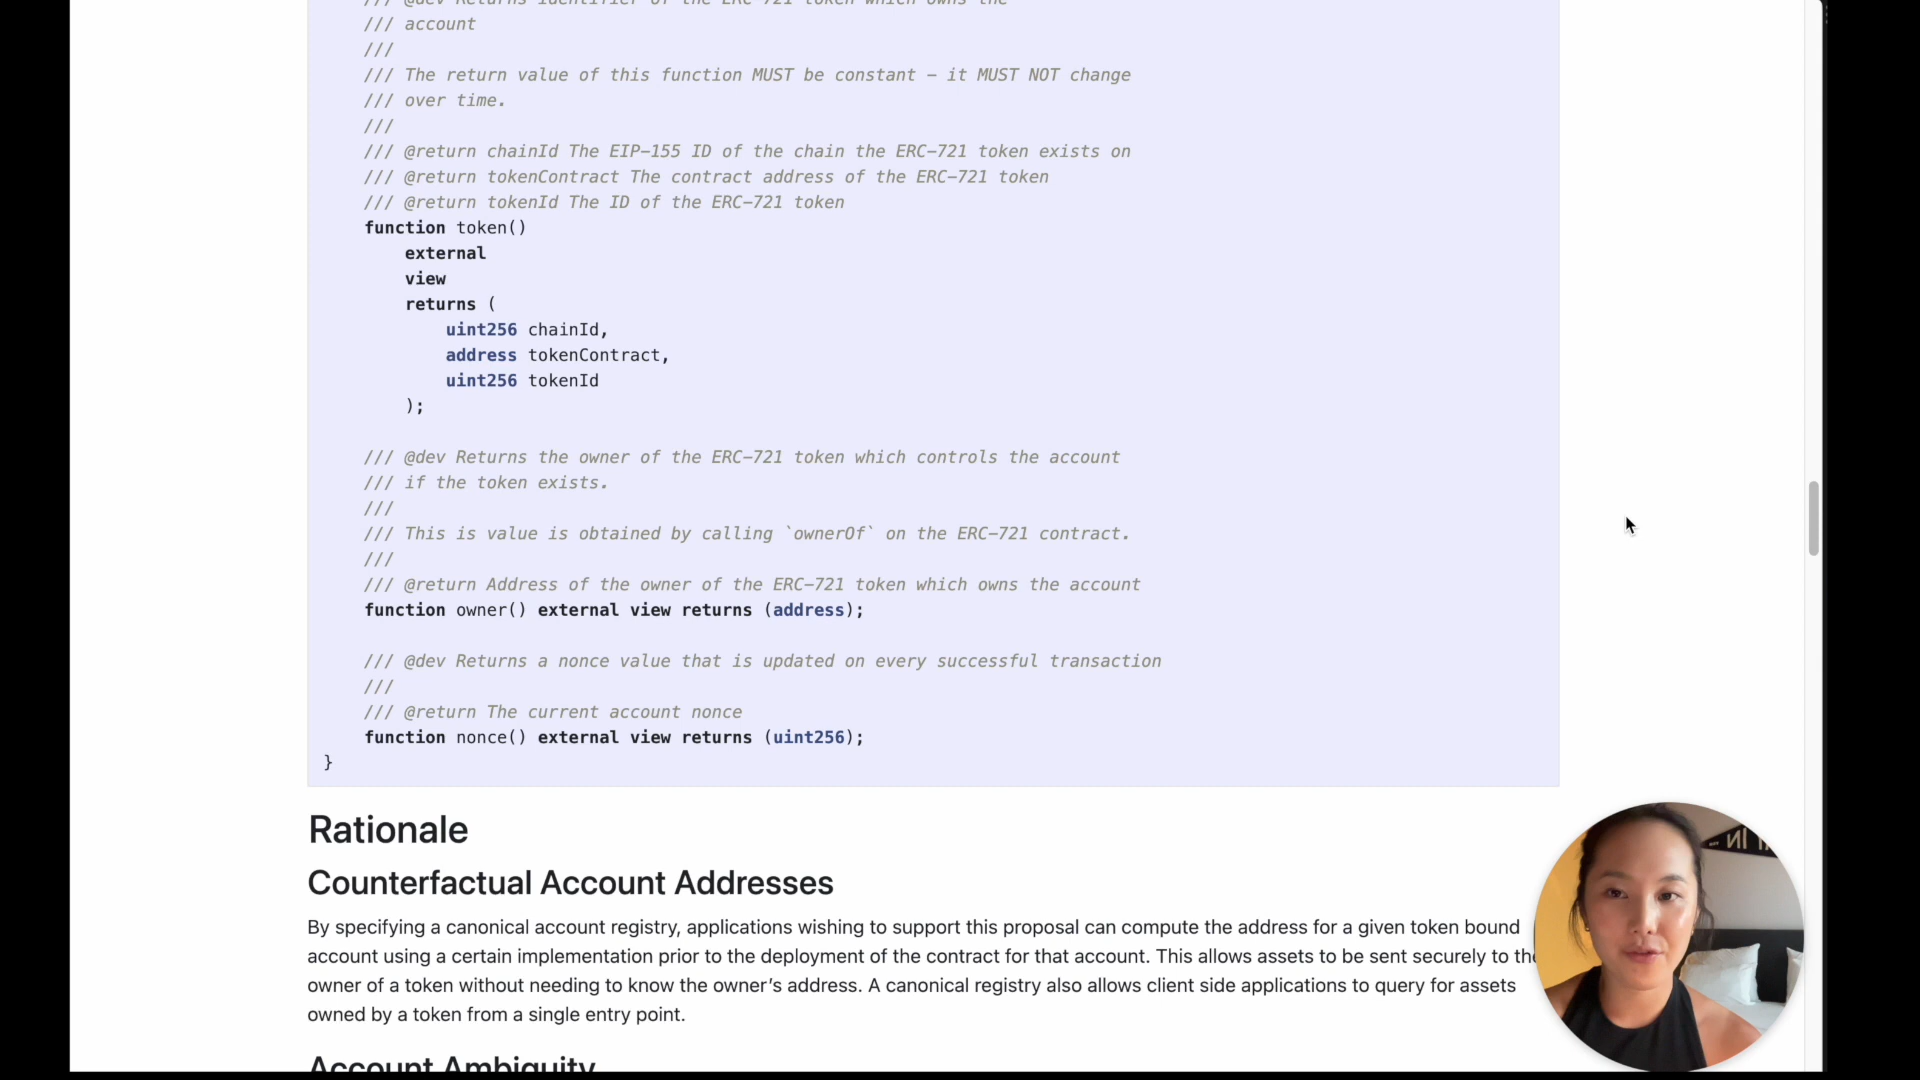 /// @dev Returns identifier of the ERC-721 token which owns the
/// account
///
/// The return value of this function MUST be constant - it MUST NOT change
/// over time.
///
/// @return chainId The EIP-155 ID of the chain the ERC-721 token exists on
/// @return tokenContract The contract address of the ERC-721 token
/// @return tokenId The ID of the ERC-721 token
function token()
external
view
returns (
uint256 chainId,
address tokenContract,
uint256 tokenId
);
/// @dev Returns the owner of the ERC-721 token which controls the account
/// if the token exists.
///
/// This is value is obtained by calling `ownerOf` on the ERC-721 contract.
///
/// @return Address of the owner of the ERC-721 token which owns the account
function owner() external view returns (address);
/// @dev Returns a nonce value that is updated on every successful transaction
///
/// @return The current account nonce
function nonce() external view returns (uint256);
}
Rationale
Counterfactual Account Addresses
By specifying a canonical account registry, applications wishing to support this proposal can compute the address for a given token bound
account using a certain implementation prior to the deployment of the contract for that account. This allows assets to be sent securely to the
owner of a token without needing to know the owner's address. A canonical registry also allows client side applications to query for assets
owned by a token from a single entry point.
Account Ambiguity